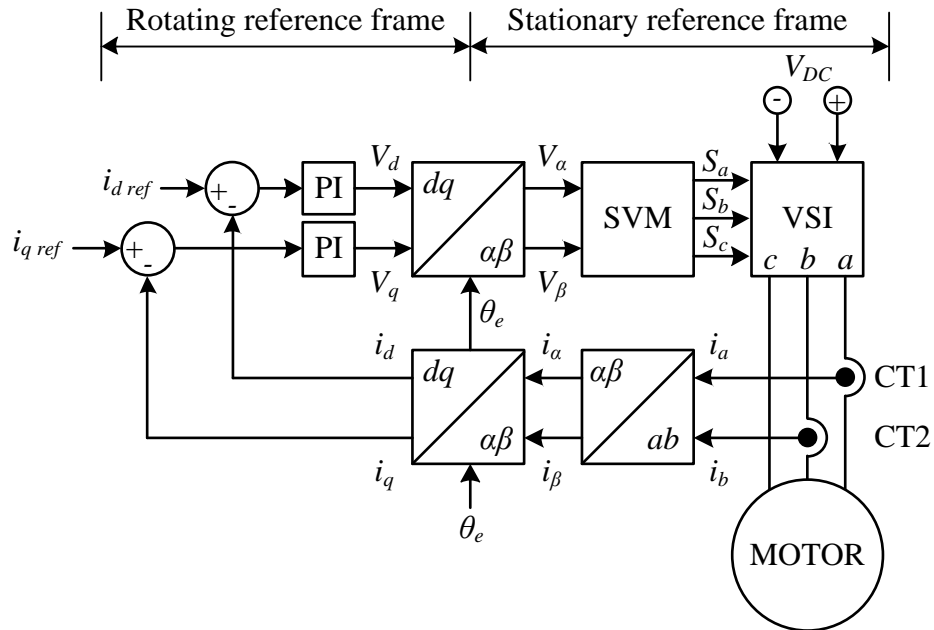 Rotating reference frame Stationary reference frame
V_DC
- +
i_d ref + - PI V_d dq αβ V_α SVM S_a S_b S_c VSI c b a
i_q ref + - PI V_q V_β
θ_e
i_d dq αβ i_α αβ ab i_a CT1
i_q i_β i_b CT2
θ_e
MOTOR